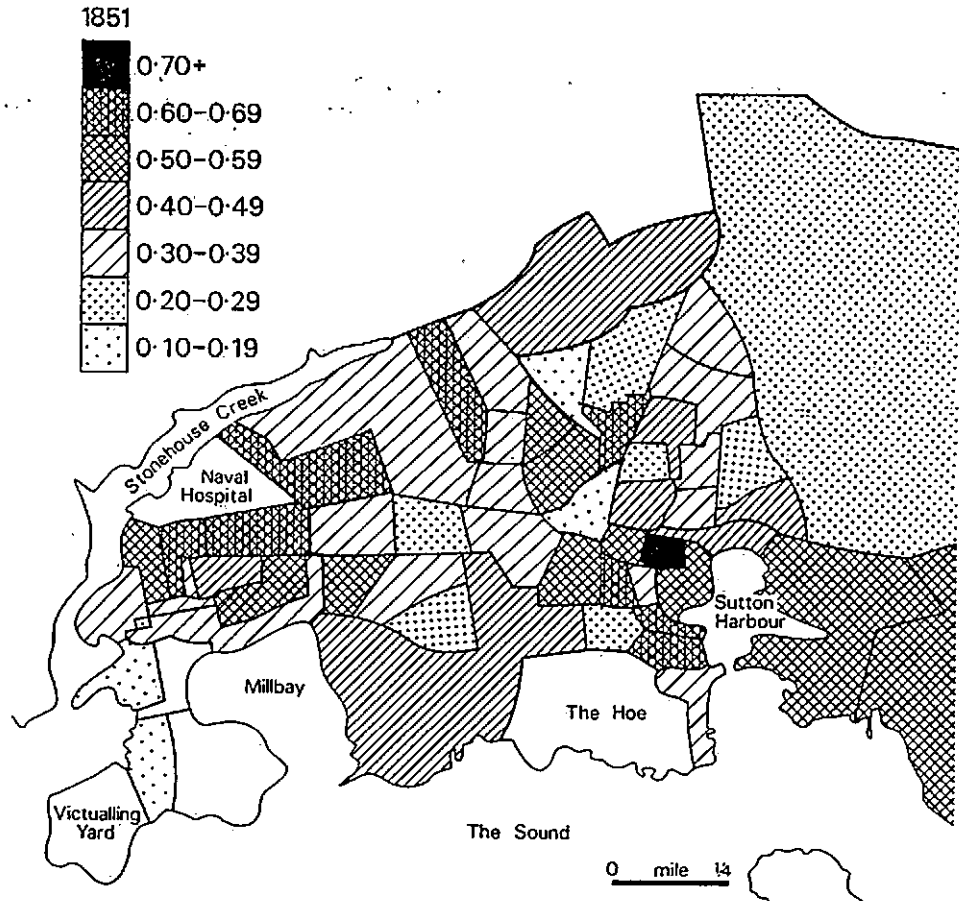 1851
0·70+
0·60-0·69
0·50-0·59
0·40-0·49
0·30-0·39
0·20-0·29
0·10-0·19
Stonehouse Creek
Naval
Hospital
Sutton
Harbour
Millbay
The Hoe
Victualling
Yard
The Sound
0 mile 1/4